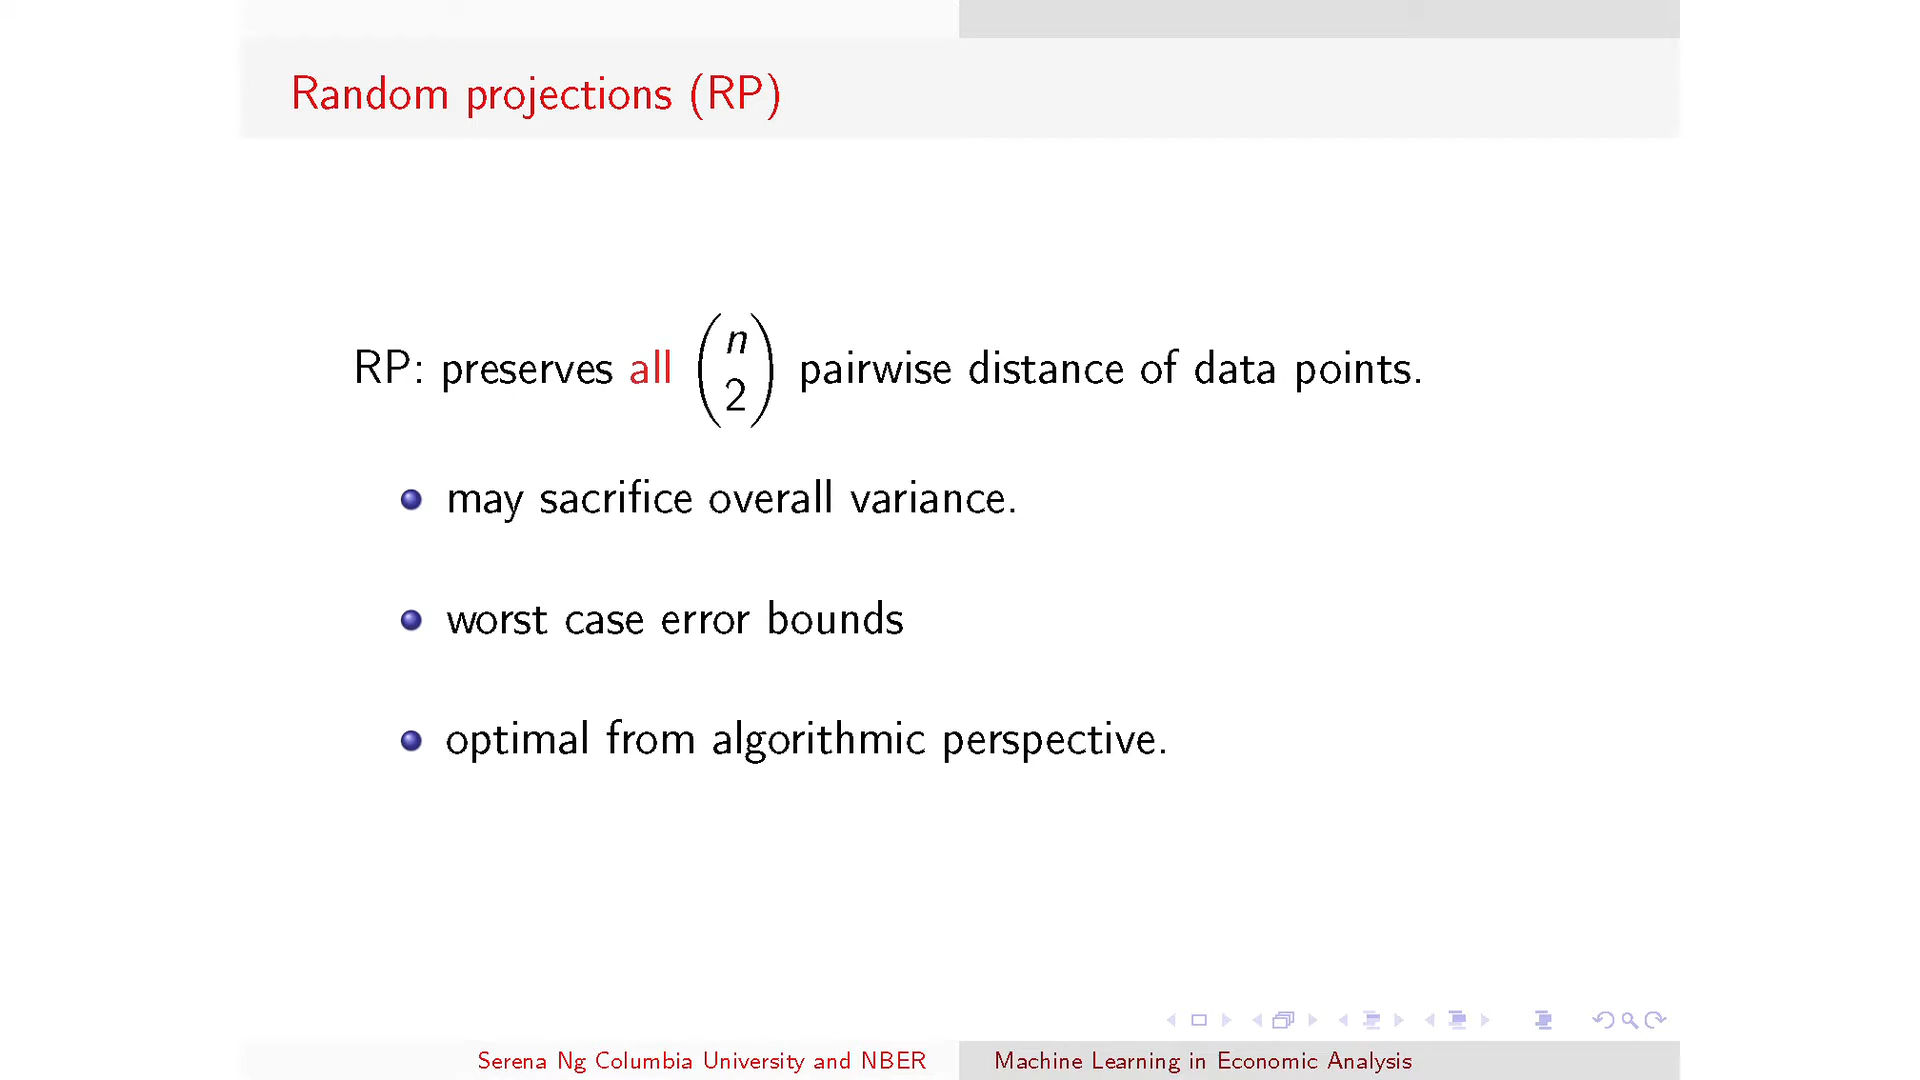 Random projections (RP)
RP: preserves all (n 2) pairwise distance of data points.
may sacrifice overall variance.
worst case error bounds
optimal from algorithmic perspective.
Serena Ng Columbia University and NBER
Machine Learning in Economic Analysis